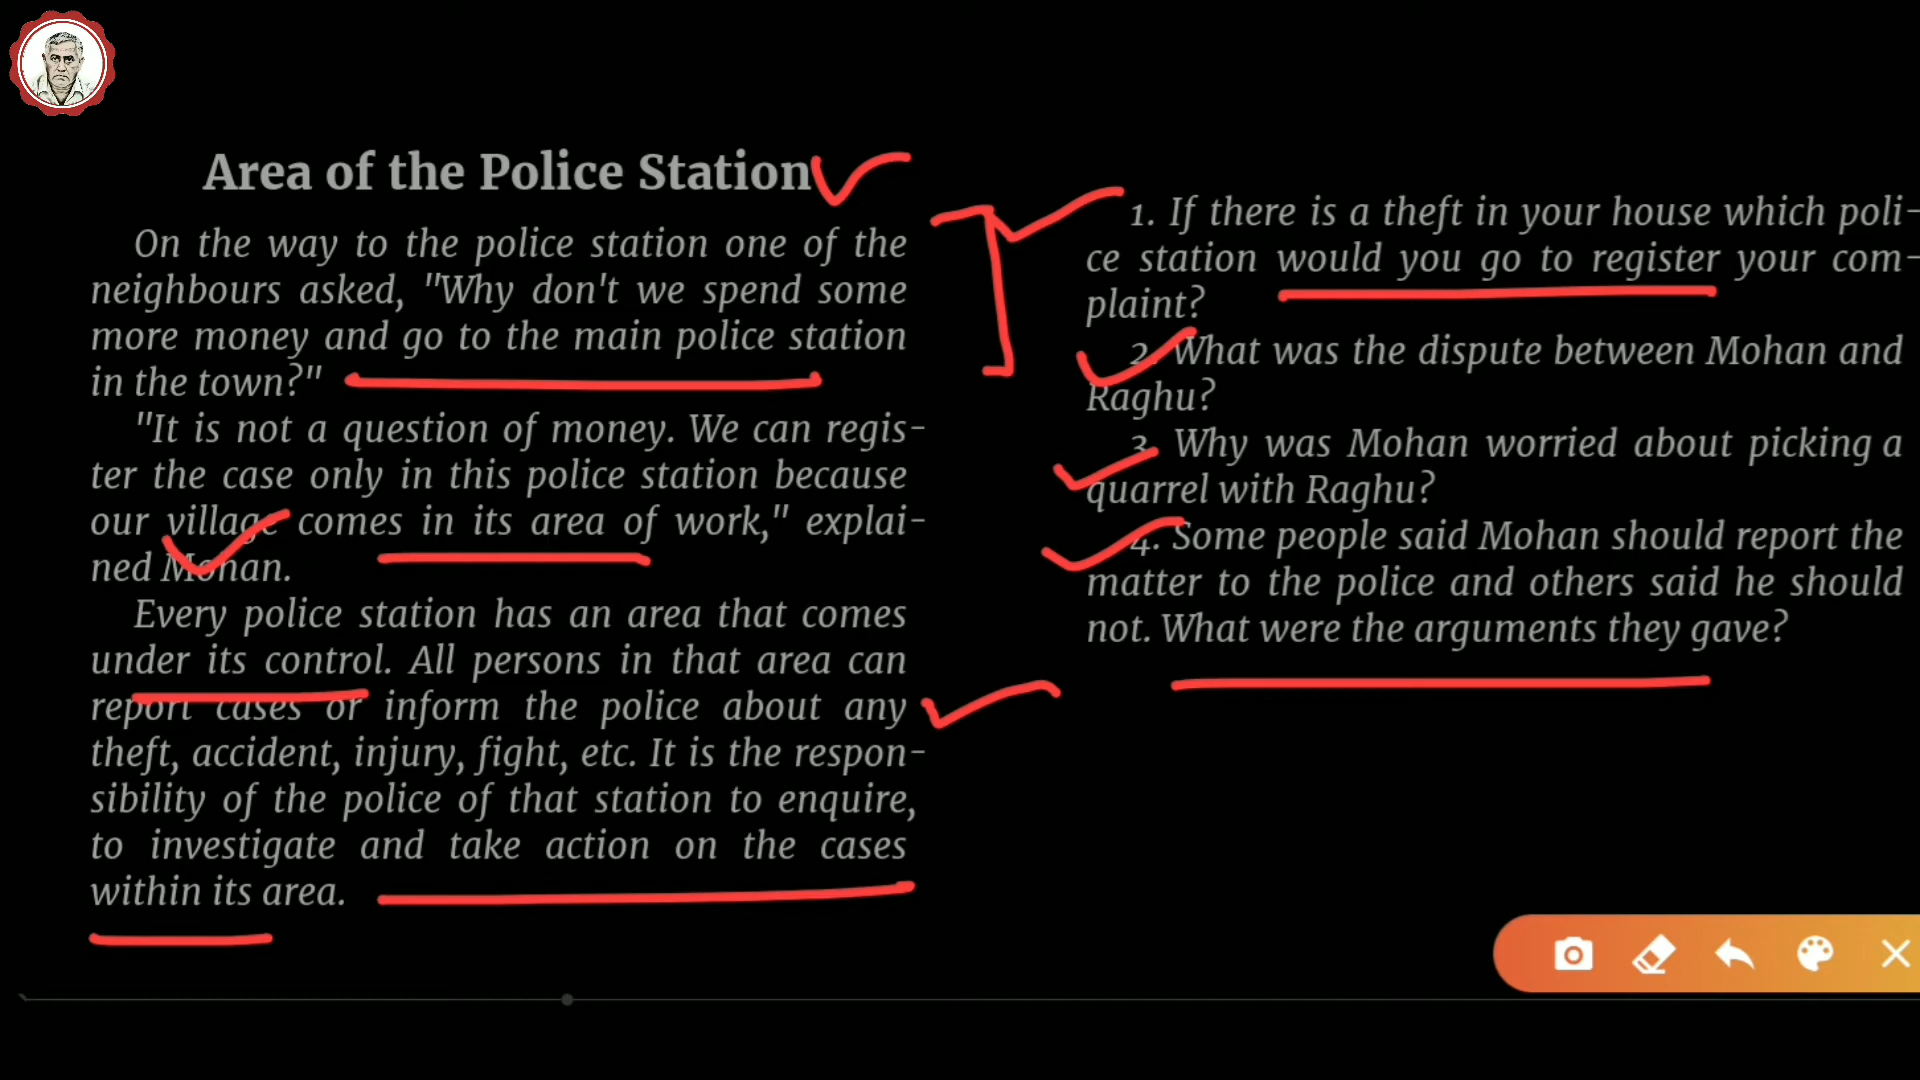 Area of the Police Station
On the way to the police station one of the
neighbours asked, "Why don't we spend some
more money and go to the main police station
in the town?"
"It is not a question of money. We can regis-
ter the case only in this police station because
our village comes in its area of work," explai-
ned Mohan.
Every police station has an area that comes
under its control. All persons in that area can
report cases or inform the police about any
theft, accident, injury, fight, etc. It is the respon-
sibility of the police of that station to enquire,
to investigate and take action on the cases
within its area.
1. If there is a theft in your house which poli-
ce station would you go to register your com-
plaint?
2. What was the dispute between Mohan and
Raghu?
3. Why was Mohan worried about picking a
quarrel with Raghu?
4. Some people said Mohan should report the
matter to the police and others said he should
not. What were the arguments they gave?